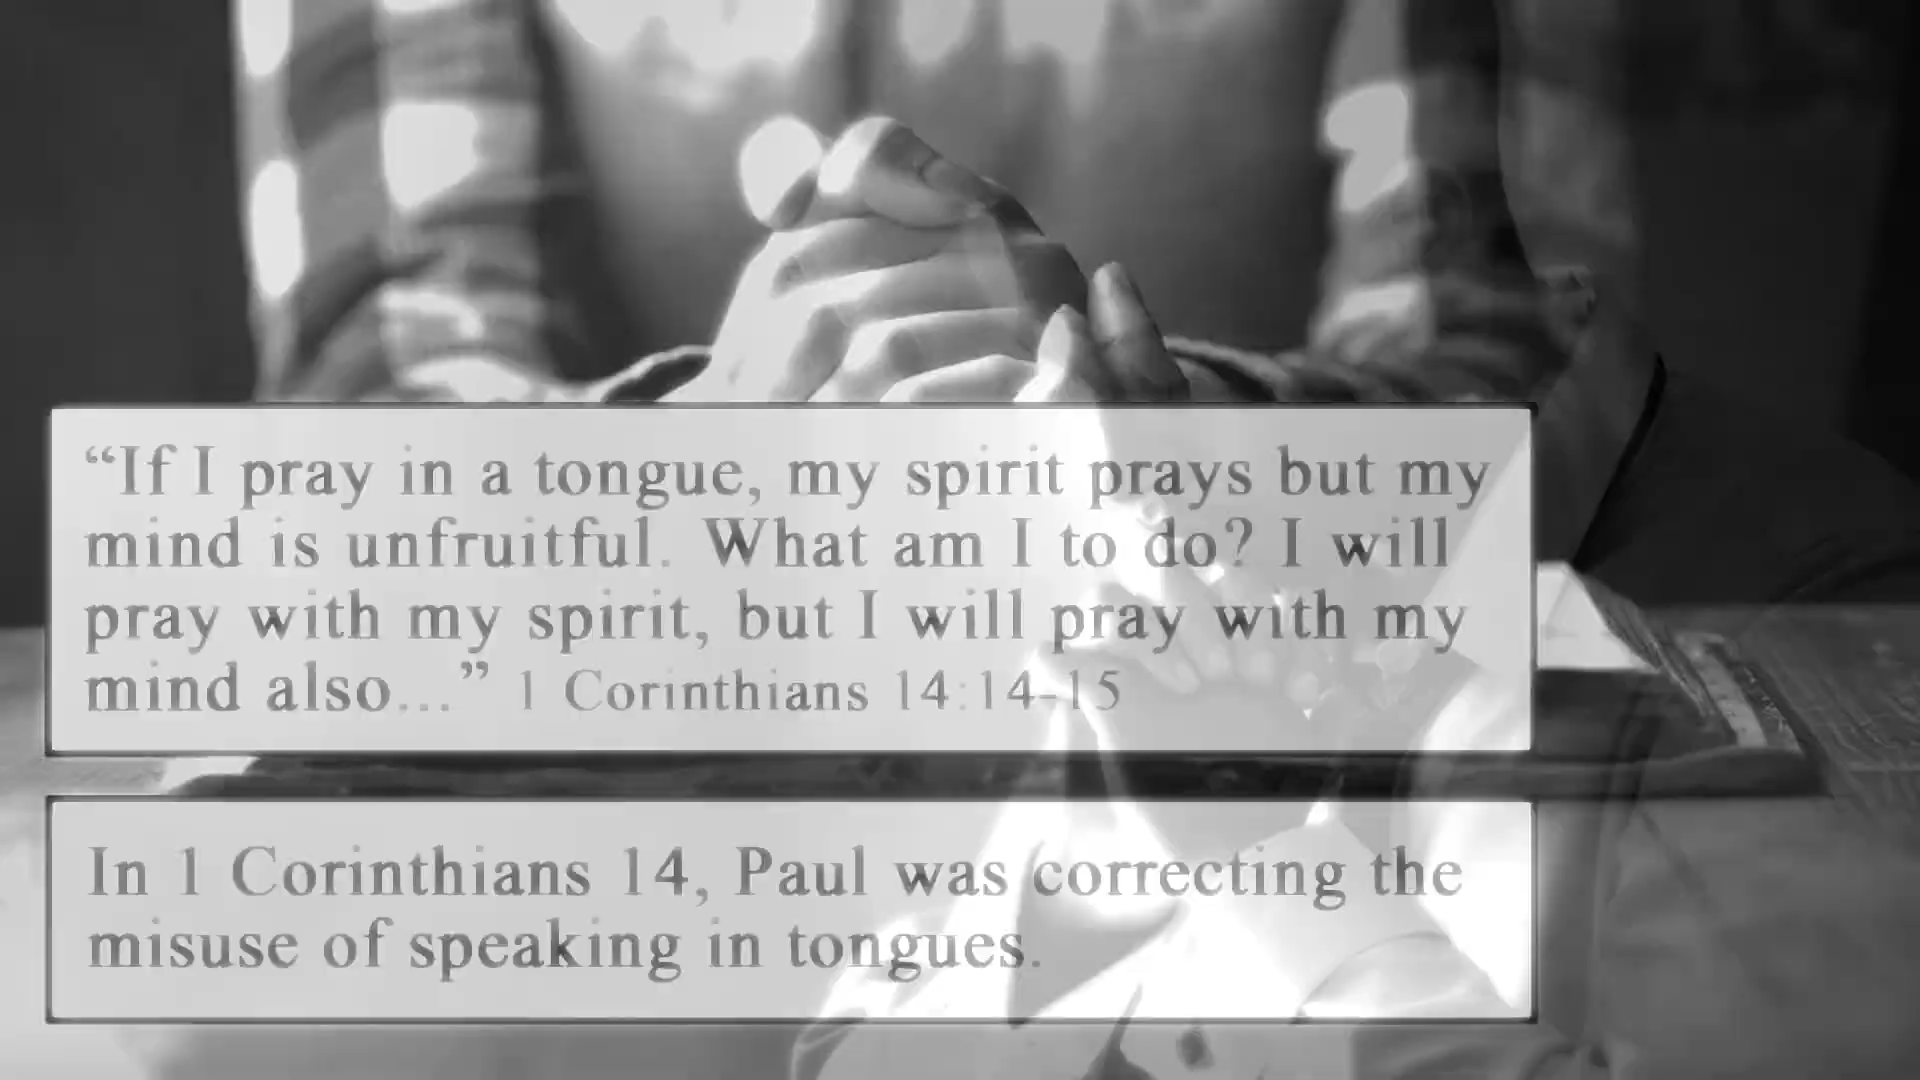 “If I pray in a tongue, my spirit prays but my
mind is unfruitful. What am I to do? I will
pray with my spirit, but I will pray with my
mind also...” 1 Corinthians 14:14-15
In 1 Corinthians 14, Paul was correcting the
misuse of speaking in tongues.